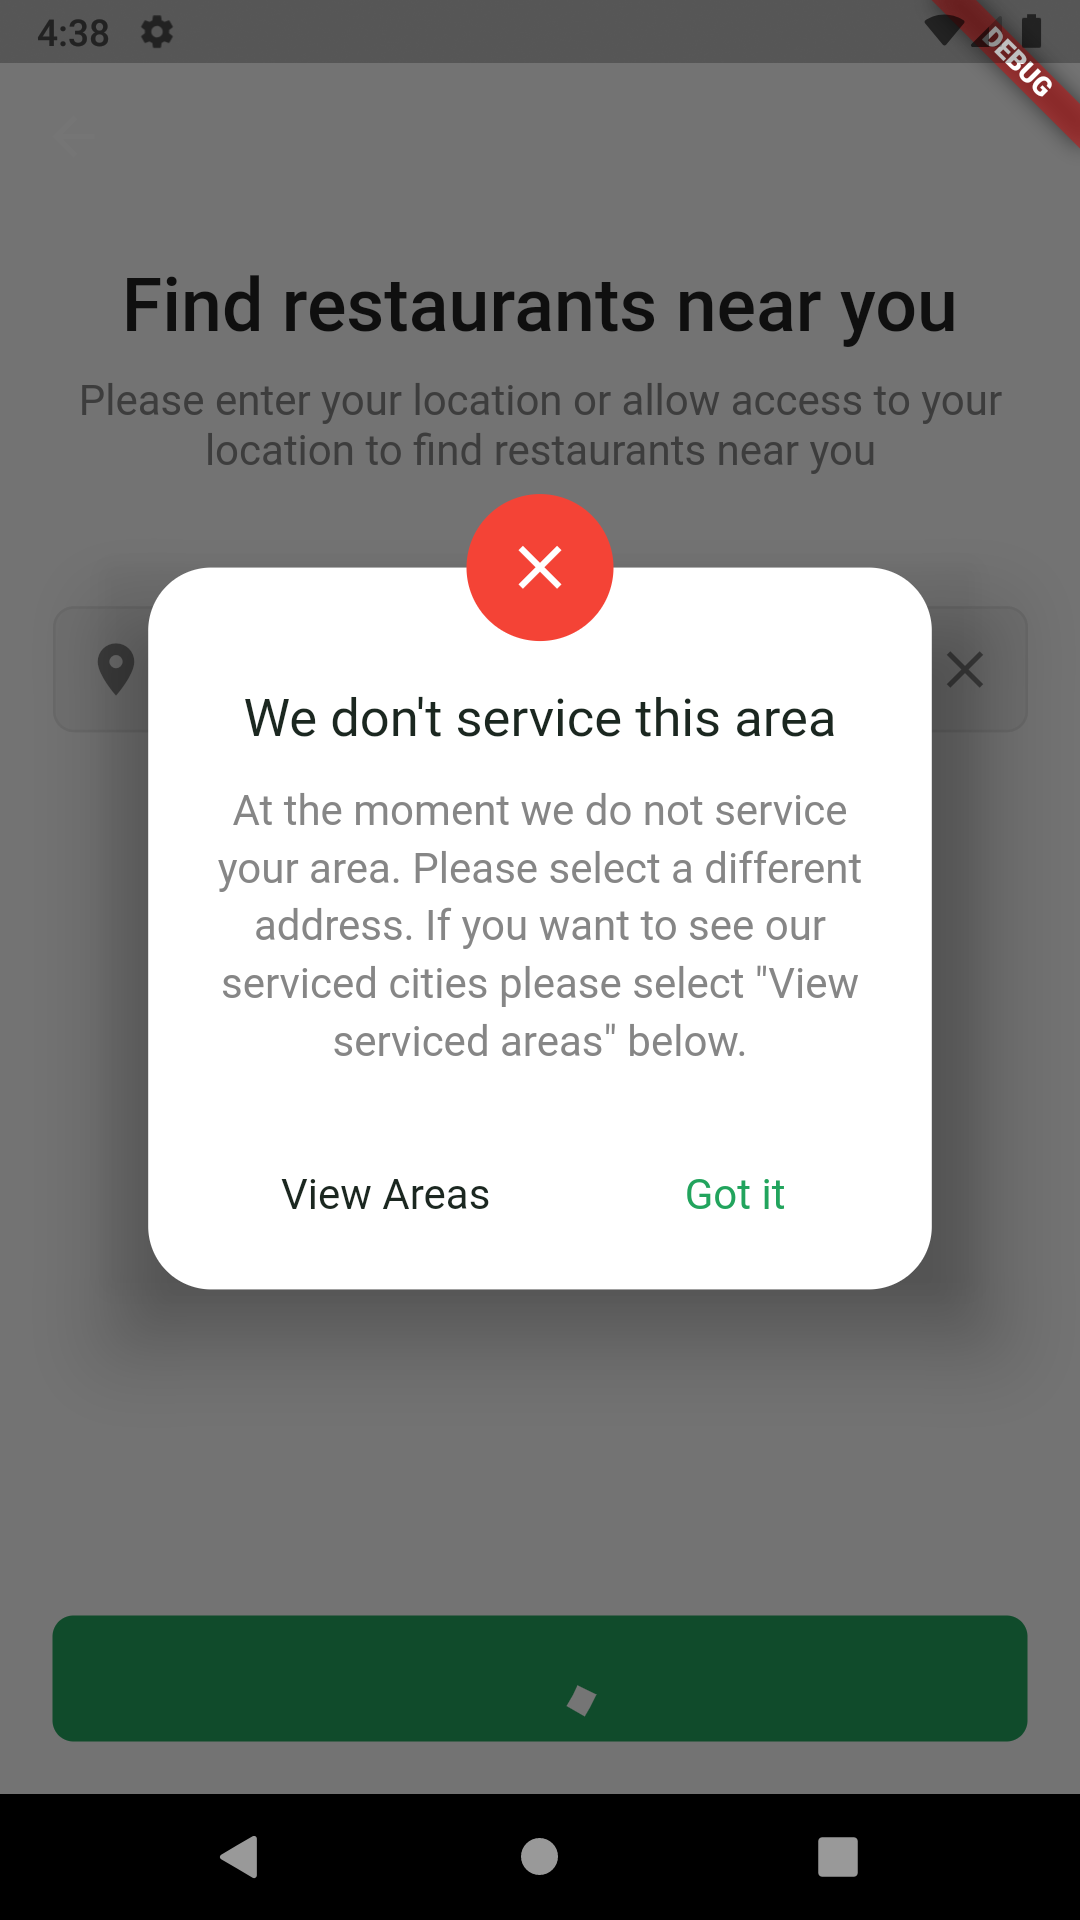 4:38
DEBUG
Find restaurants near you
Please enter your location or allow access to your
location to find restaurants near you
We don't service this area
At the moment we do not service
your area. Please select a different
address. If you want to see our
serviced cities please select "View
serviced areas" below.
View Areas
Got it